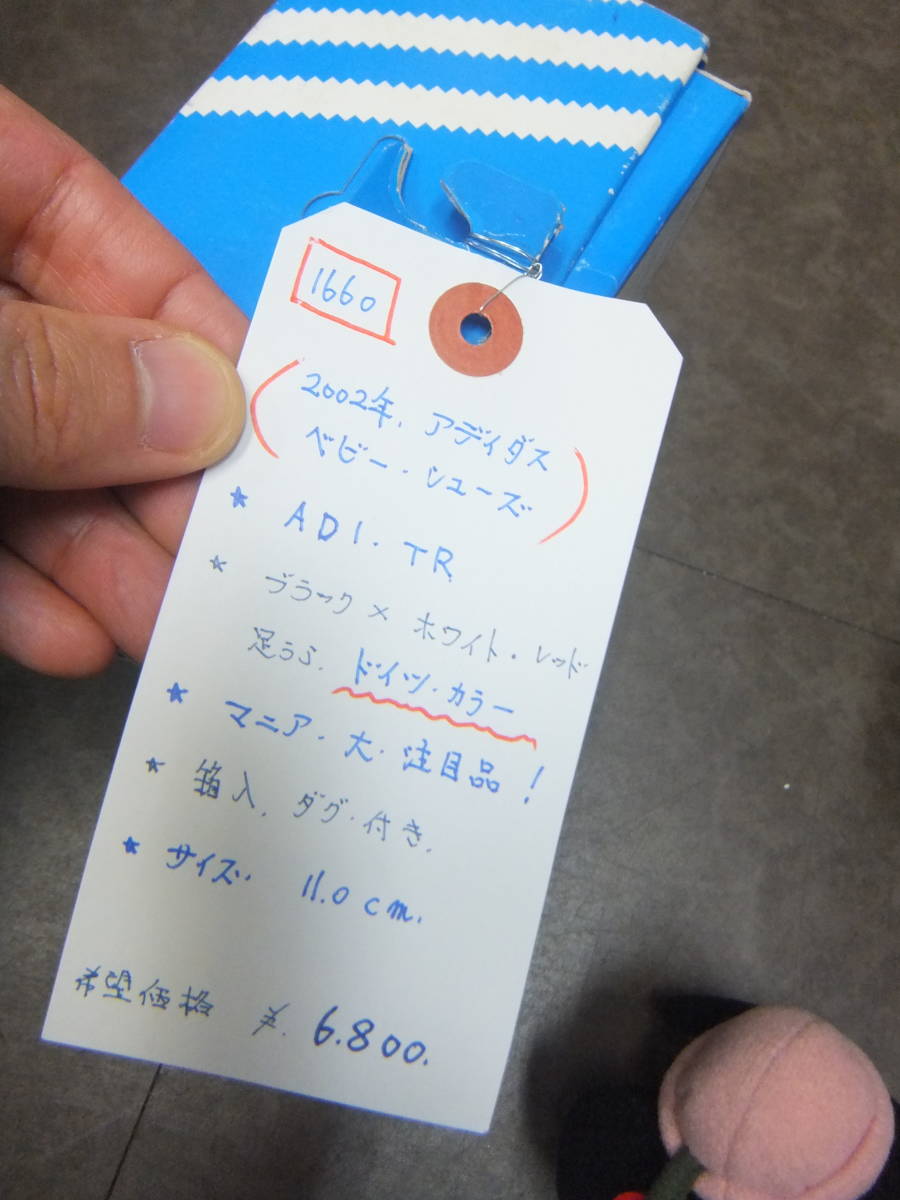 1660
2002年. アディダス
ベビー・シューズ
★ ADI. TR
★ ブラック × ホワイト・レッド
足うら. ドイツ・カラー
★ マニア・大・注目品!
★ 箱入. タグ・付き.
★ サイズ. 11.0 cm.
希望価格 ¥. 6.800.